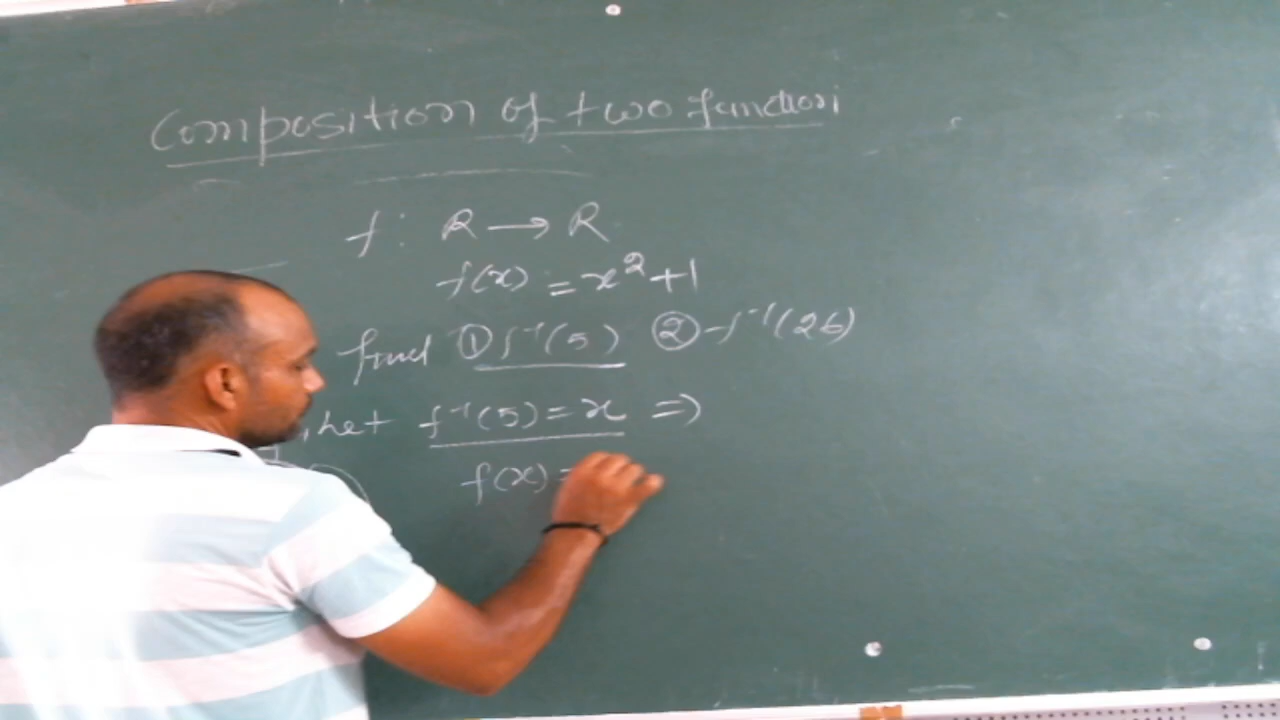 Composition of two function
f: R → R
f(x) = x² + 1
find ① f⁻¹(5) ② f⁻¹(26)
Let f⁻¹(5) = x ⇒
f(x) =